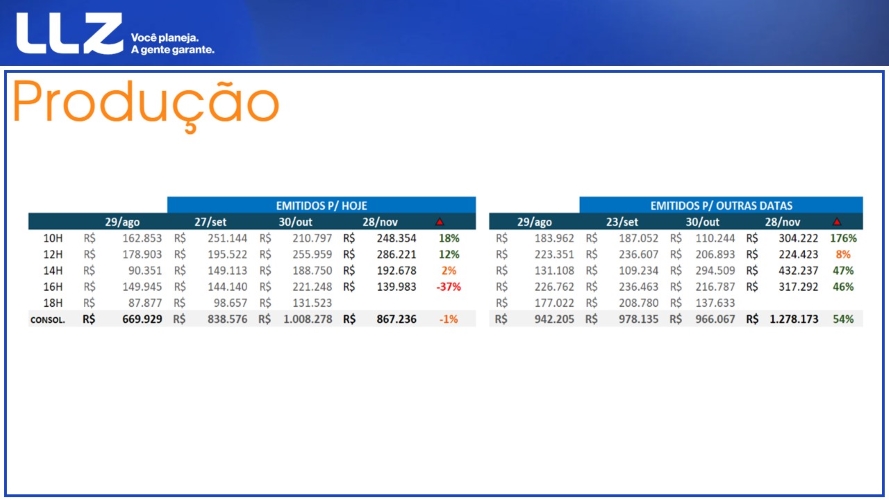 LLZ Você planeja.
A gente garante.
Produção
EMITIDOS P/ HOJE
29/ago 27/set 30/out 28/nov
10H R$ 162.853 R$ 251.144 R$ 210.797 R$ 248.354 18%
12H R$ 178.903 R$ 195.522 R$ 255.959 R$ 286.221 12%
14H R$ 90.351 R$ 149.113 R$ 188.750 R$ 192.678 2%
16H R$ 149.945 R$ 144.140 R$ 221.248 R$ 139.983 -37%
18H R$ 87.877 R$ 98.657 R$ 131.523
CONSOL. R$ 669.929 R$ 838.576 R$ 1.008.278 R$ 867.236 -1%
EMITIDOS P/ OUTRAS DATAS
29/ago 23/set 30/out 28/nov
R$ 183.962 R$ 187.052 R$ 110.244 R$ 304.222 176%
R$ 223.351 R$ 236.607 R$ 206.893 R$ 224.423 8%
R$ 131.108 R$ 109.234 R$ 294.509 R$ 432.237 47%
R$ 226.762 R$ 236.463 R$ 216.787 R$ 317.292 46%
R$ 177.022 R$ 208.780 R$ 137.633
R$ 942.205 R$ 978.135 R$ 966.067 R$ 1.278.173 54%